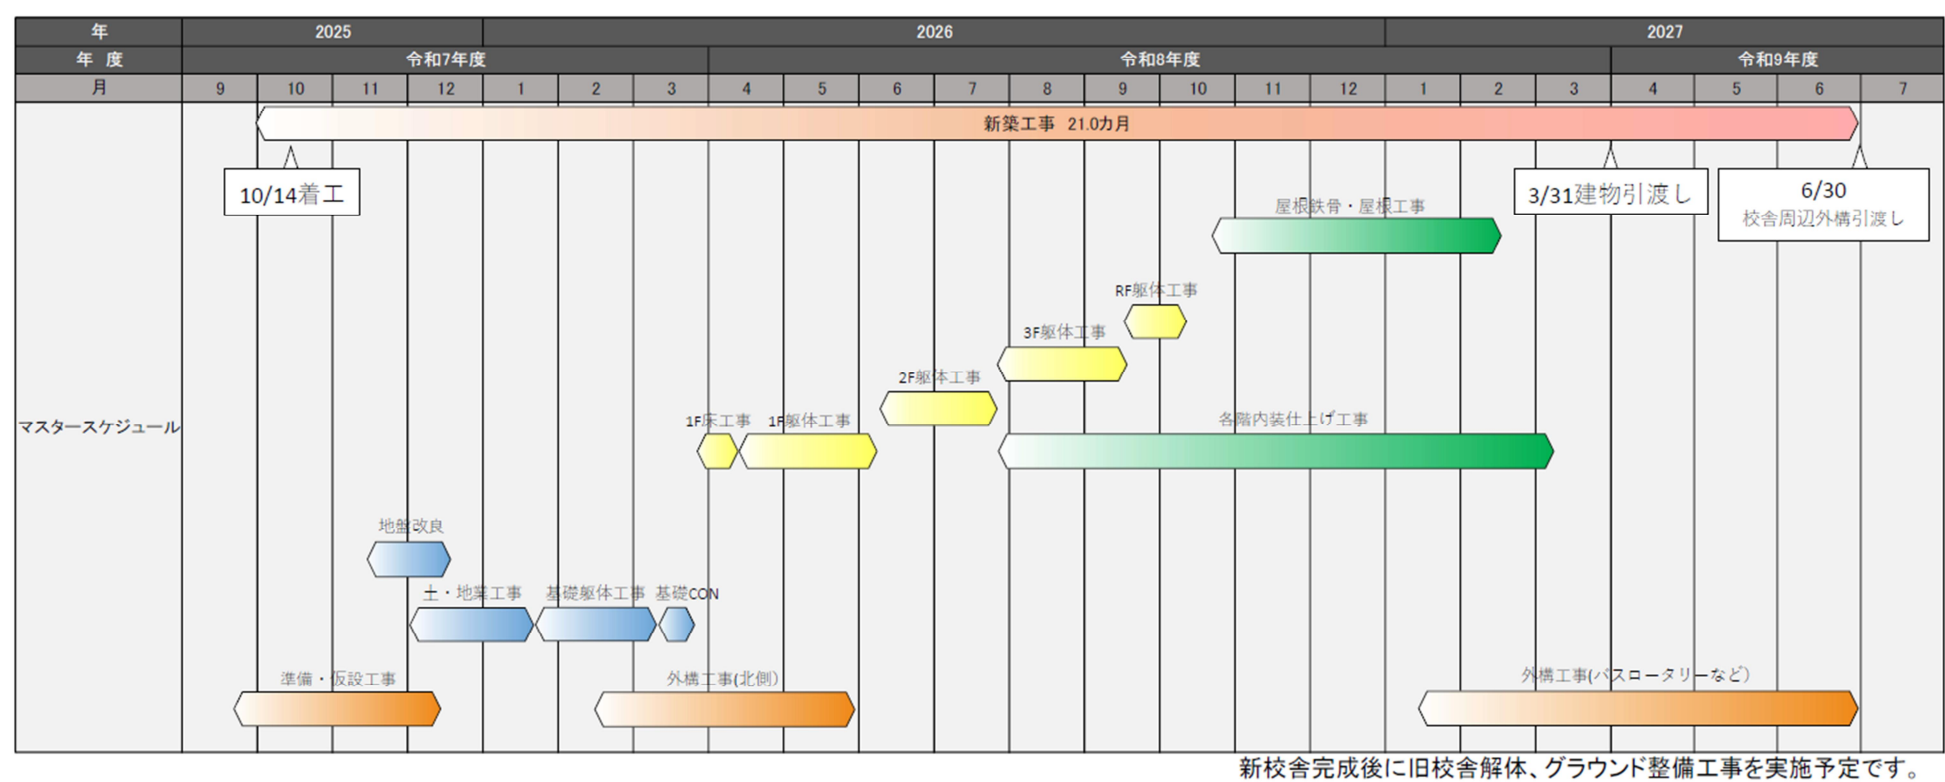 年 2025 2026 2027
年 度 令和7年度 令和8年度 令和9年度
月 9 10 11 12 1 2 3 4 5 6 7 8 9 10 11 12 1 2 3 4 5 6 7
新築工事 21.0カ月
10/14着工
3/31建物引渡し
6/30
校舎周辺外構引渡し
屋根鉄骨・屋根工事
RF躯体工事
3F躯体工事
2F躯体工事
1F床工事 1F躯体工事 各階内装仕上げ工事
マスタースケジュール
地盤改良
土・地業工事 基礎躯体工事 基礎CON
準備・仮設工事 外構工事(北側) 外構工事(バスロータリーなど)
新校舎完成後に旧校舎解体、グラウンド整備工事を実施予定です。